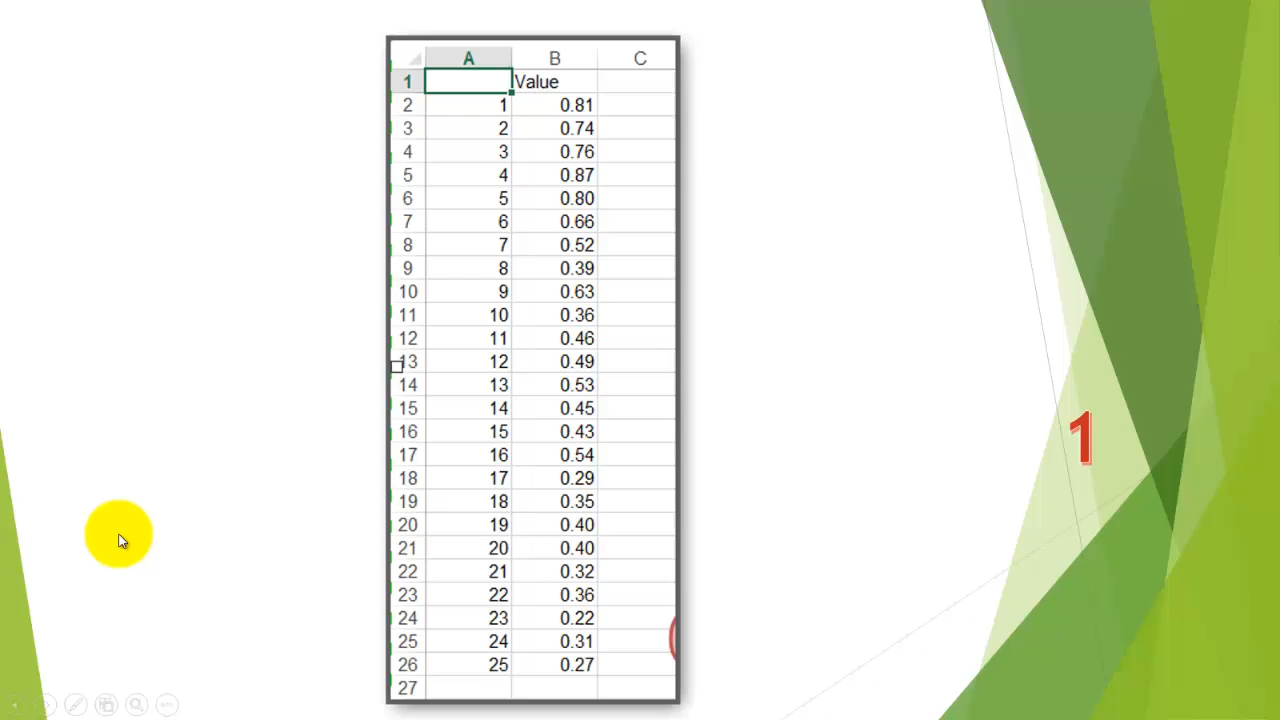 A B C
1 Value
2 1 0.81
3 2 0.74
4 3 0.76
5 4 0.87
6 5 0.80
7 6 0.66
8 7 0.52
9 8 0.39
10 9 0.63
11 10 0.36
12 11 0.46
13 12 0.49
14 13 0.53
15 14 0.45
16 15 0.43
17 16 0.54
18 17 0.29
19 18 0.35
20 19 0.40
21 20 0.40
22 21 0.32
23 22 0.36
24 23 0.22
25 24 0.31
26 25 0.27
27
1